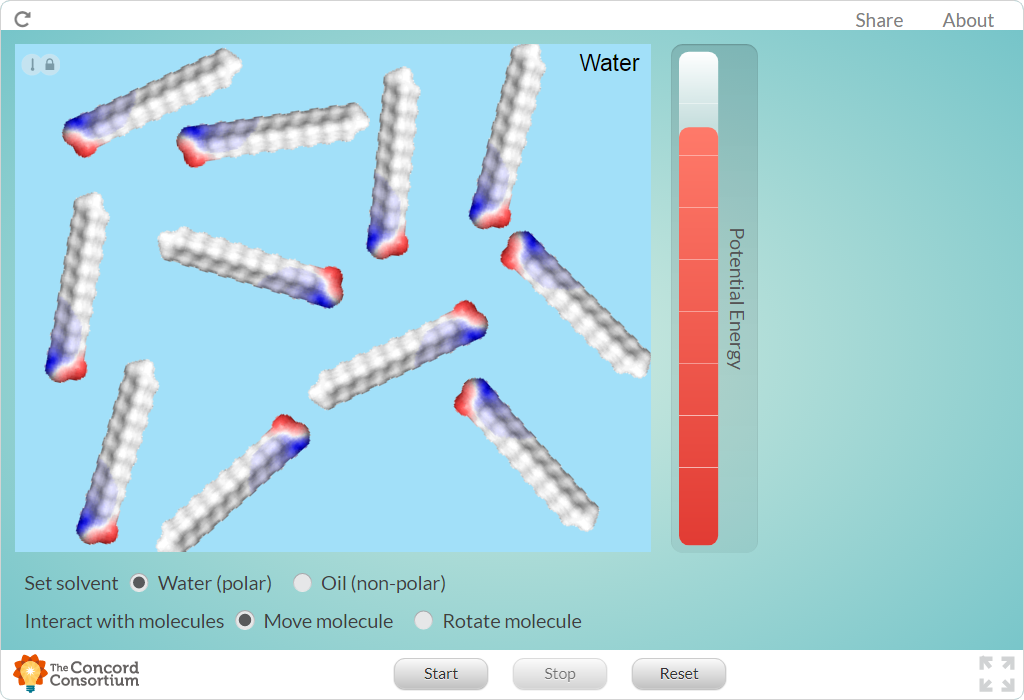 Share About
Water
Potential Energy
Set solvent Water (polar) Oil (non-polar)
Interact with molecules Move molecule Rotate molecule
The Concord
Consortium
Start Stop Reset